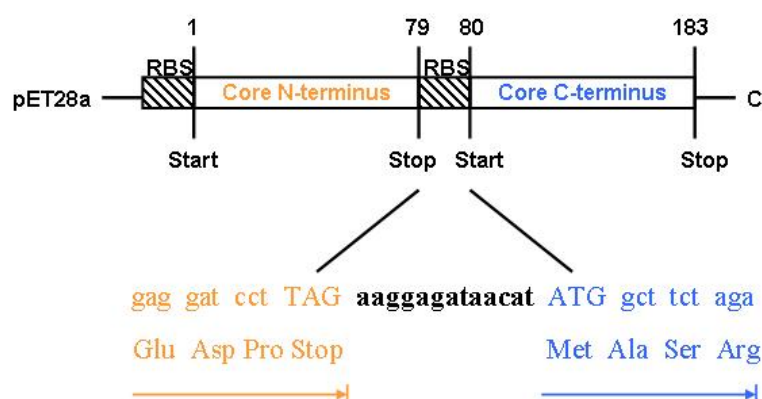 1 79 80 183
RBS RBS
pET28a Core N-terminus Core C-terminus C
Start Stop Start Stop
gag gat cct TAG aaggagataacat ATG gct tct aga
Glu Asp Pro Stop Met Ala Ser Arg